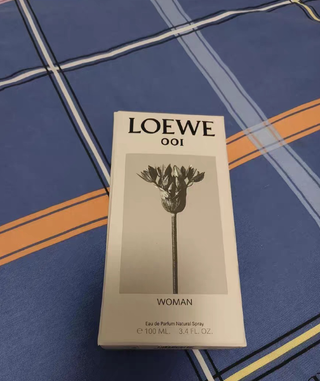 LOEWE
001
WOMAN
Eau de Parfum Natural Spray
℮ 100 ML. 3.4 FL. OZ.